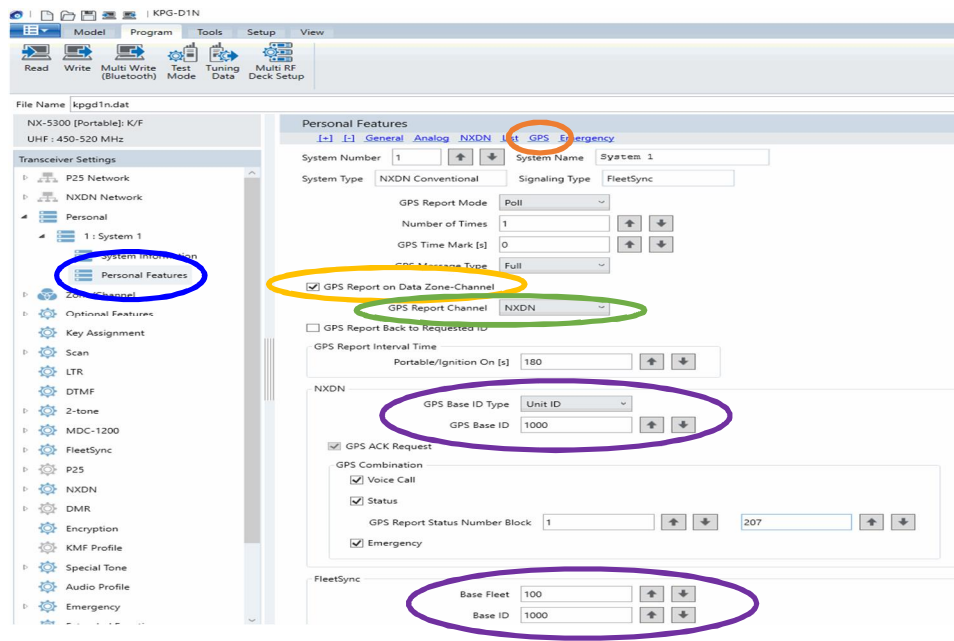 KPG-D1N
Model Program Tools Setup View
Read Write Multi Write (Bluetooth) Test Mode Tuning Data Multi RF Deck Setup
File Name kpgd1n.dat
NX-5300 [Portable]: K/F
UHF : 450-520 MHz
Transceiver Settings
P25 Network
NXDN Network
Personal
1 : System 1
System Information
Personal Features
Zone/Channel
Optional Features
Key Assignment
Scan
LTR
DTMF
2-tone
MDC-1200
FleetSync
P25
NXDN
DMR
Encryption
KMF Profile
Special Tone
Audio Profile
Emergency
Personal Features
[+] [-] General Analog NXDN List GPS Emergency
System Number 1 System Name System 1
System Type NXDN Conventional Signaling Type FleetSync
GPS Report Mode Poll
Number of Times 1
GPS Time Mark [s] 0
GPS Message Type Full
GPS Report on Data Zone-Channel
GPS Report Channel NXDN
GPS Report Back to Requested ID
GPS Report Interval Time
Portable/Ignition On [s] 180
NXDN
GPS Base ID Type Unit ID
GPS Base ID 1000
GPS ACK Request
GPS Combination
Voice Call
Status
GPS Report Status Number Block 1 207
Emergency
FleetSync
Base Fleet 100
Base ID 1000